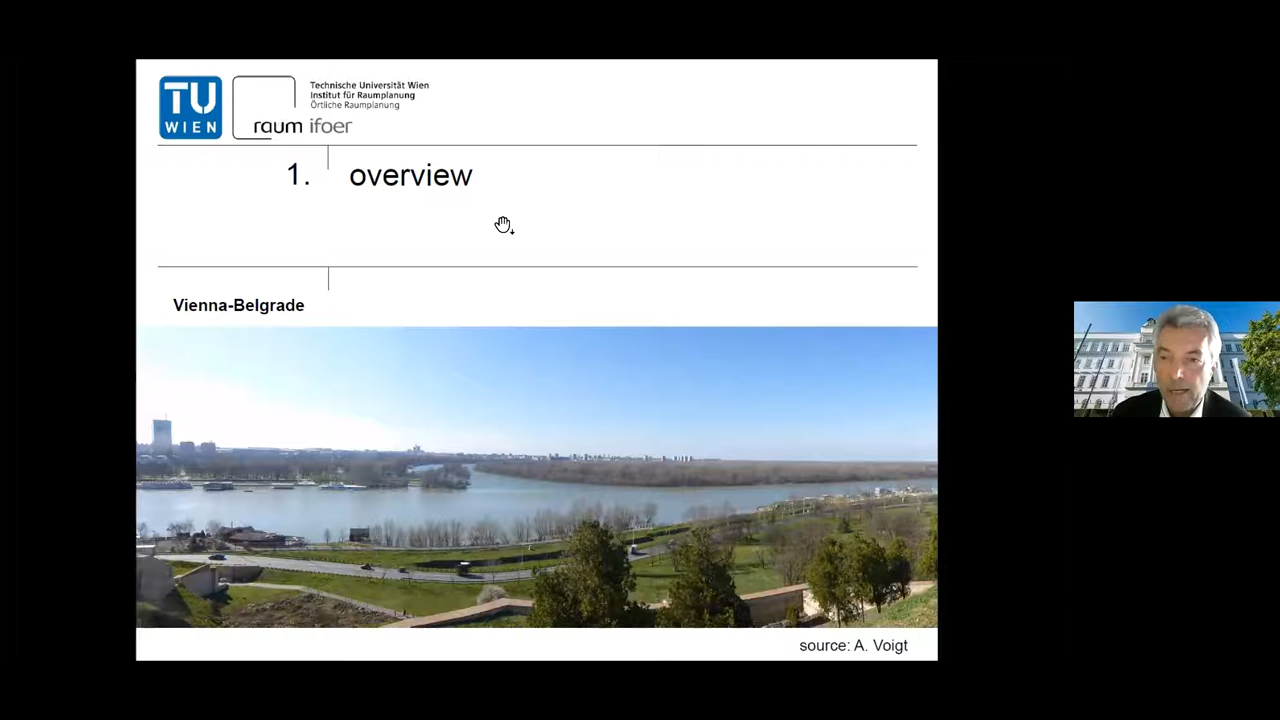 TU
WIEN
Technische Universität Wien
Institut für Raumplanung
Örtliche Raumplanung
raum ifoer
1. overview
Vienna-Belgrade
source: A. Voigt